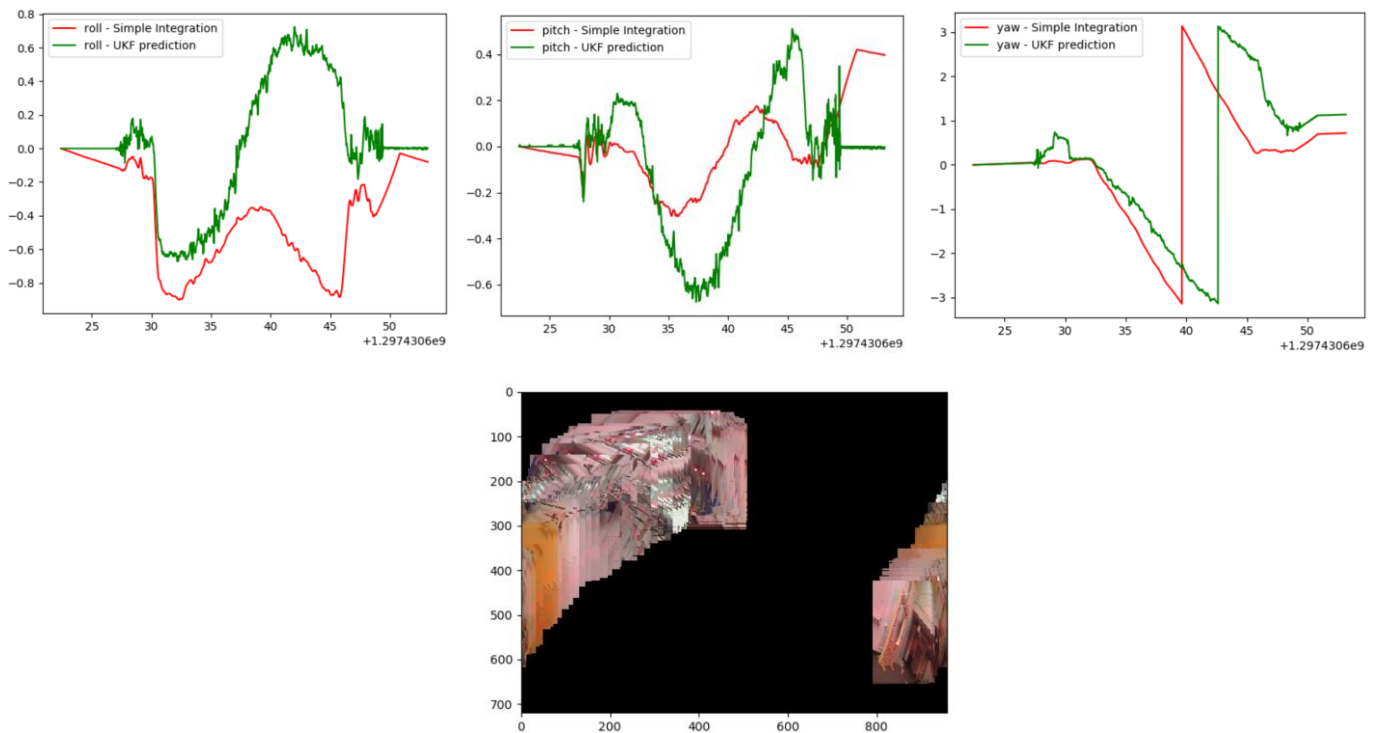 roll - Simple Integration
roll - UKF prediction
0.8
0.6
0.4
0.2
0.0
−0.2
−0.4
−0.6
−0.8
25 30 35 40 45 50
+1.2974306e9
pitch - Simple Integration
pitch - UKF prediction
0.4
0.2
0.0
−0.2
−0.4
−0.6
25 30 35 40 45 50
+1.2974306e9
yaw - Simple Integration
yaw - UKF prediction
3
2
1
0
−1
−2
−3
25 30 35 40 45 50
+1.2974306e9
0
100
200
300
400
500
600
700
0 200 400 600 800